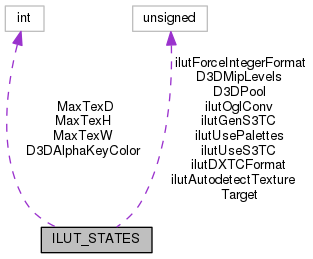 int
unsigned
MaxTexD
MaxTexH
MaxTexW
D3DAlphaKeyColor
ilutForceIntegerFormat
D3DMipLevels
D3DPool
ilutOglConv
ilutGenS3TC
ilutUsePalettes
ilutUseS3TC
ilutDXTCFormat
ilutAutodetectTexture
Target
ILUT_STATES